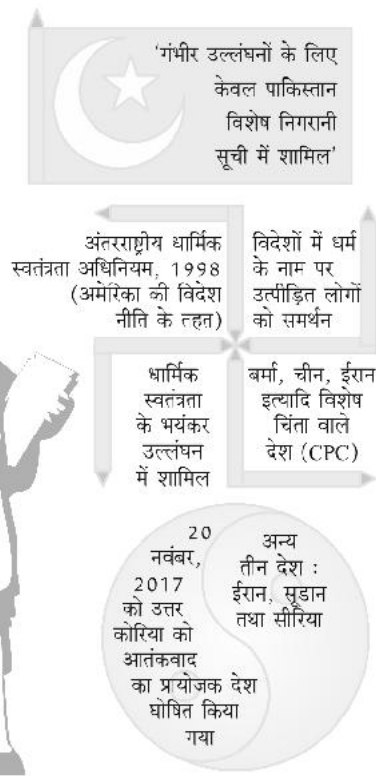 ‘गंभीर उल्लंघनों के लिए
केवल पाकिस्तान
विशेष निगरानी
सूची में शामिल’
अंतरराष्ट्रीय धार्मिक
स्वतंत्रता अधिनियम, 1998
(अमेरिका की विदेश
नीति के तहत)
विदेशों में धर्म
के नाम पर
उत्पीड़ित लोगों
को समर्थन
धार्मिक
स्वतंत्रता
के भयंकर
उल्लंघन
में शामिल
बर्मा, चीन, ईरान
इत्यादि विशेष
चिंता वाले
देश (CPC)
20
नवंबर,
2017
को उत्तर
कोरिया को
आतंकवाद
का प्रायोजक देश
घोषित किया
गया
अन्य
तीन देश :
ईरान, सूडान
तथा सीरिया